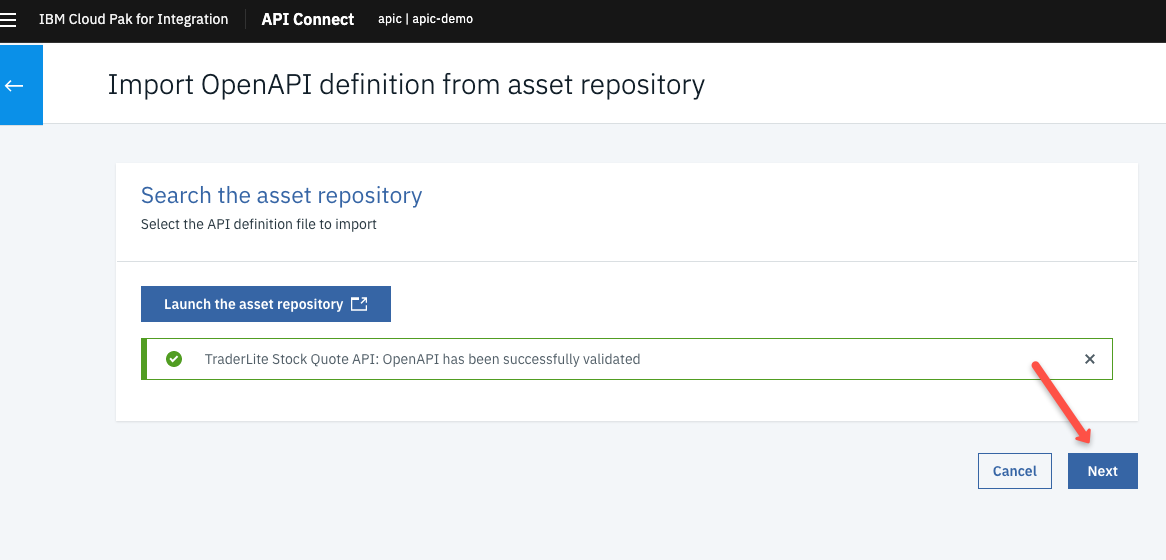 IBM Cloud Pak for Integration API Connect apic | apic-demo
Import OpenAPI definition from asset repository
Search the asset repository
Select the API definition file to import
Launch the asset repository
TraderLite Stock Quote API: OpenAPI has been successfully validated
Cancel Next